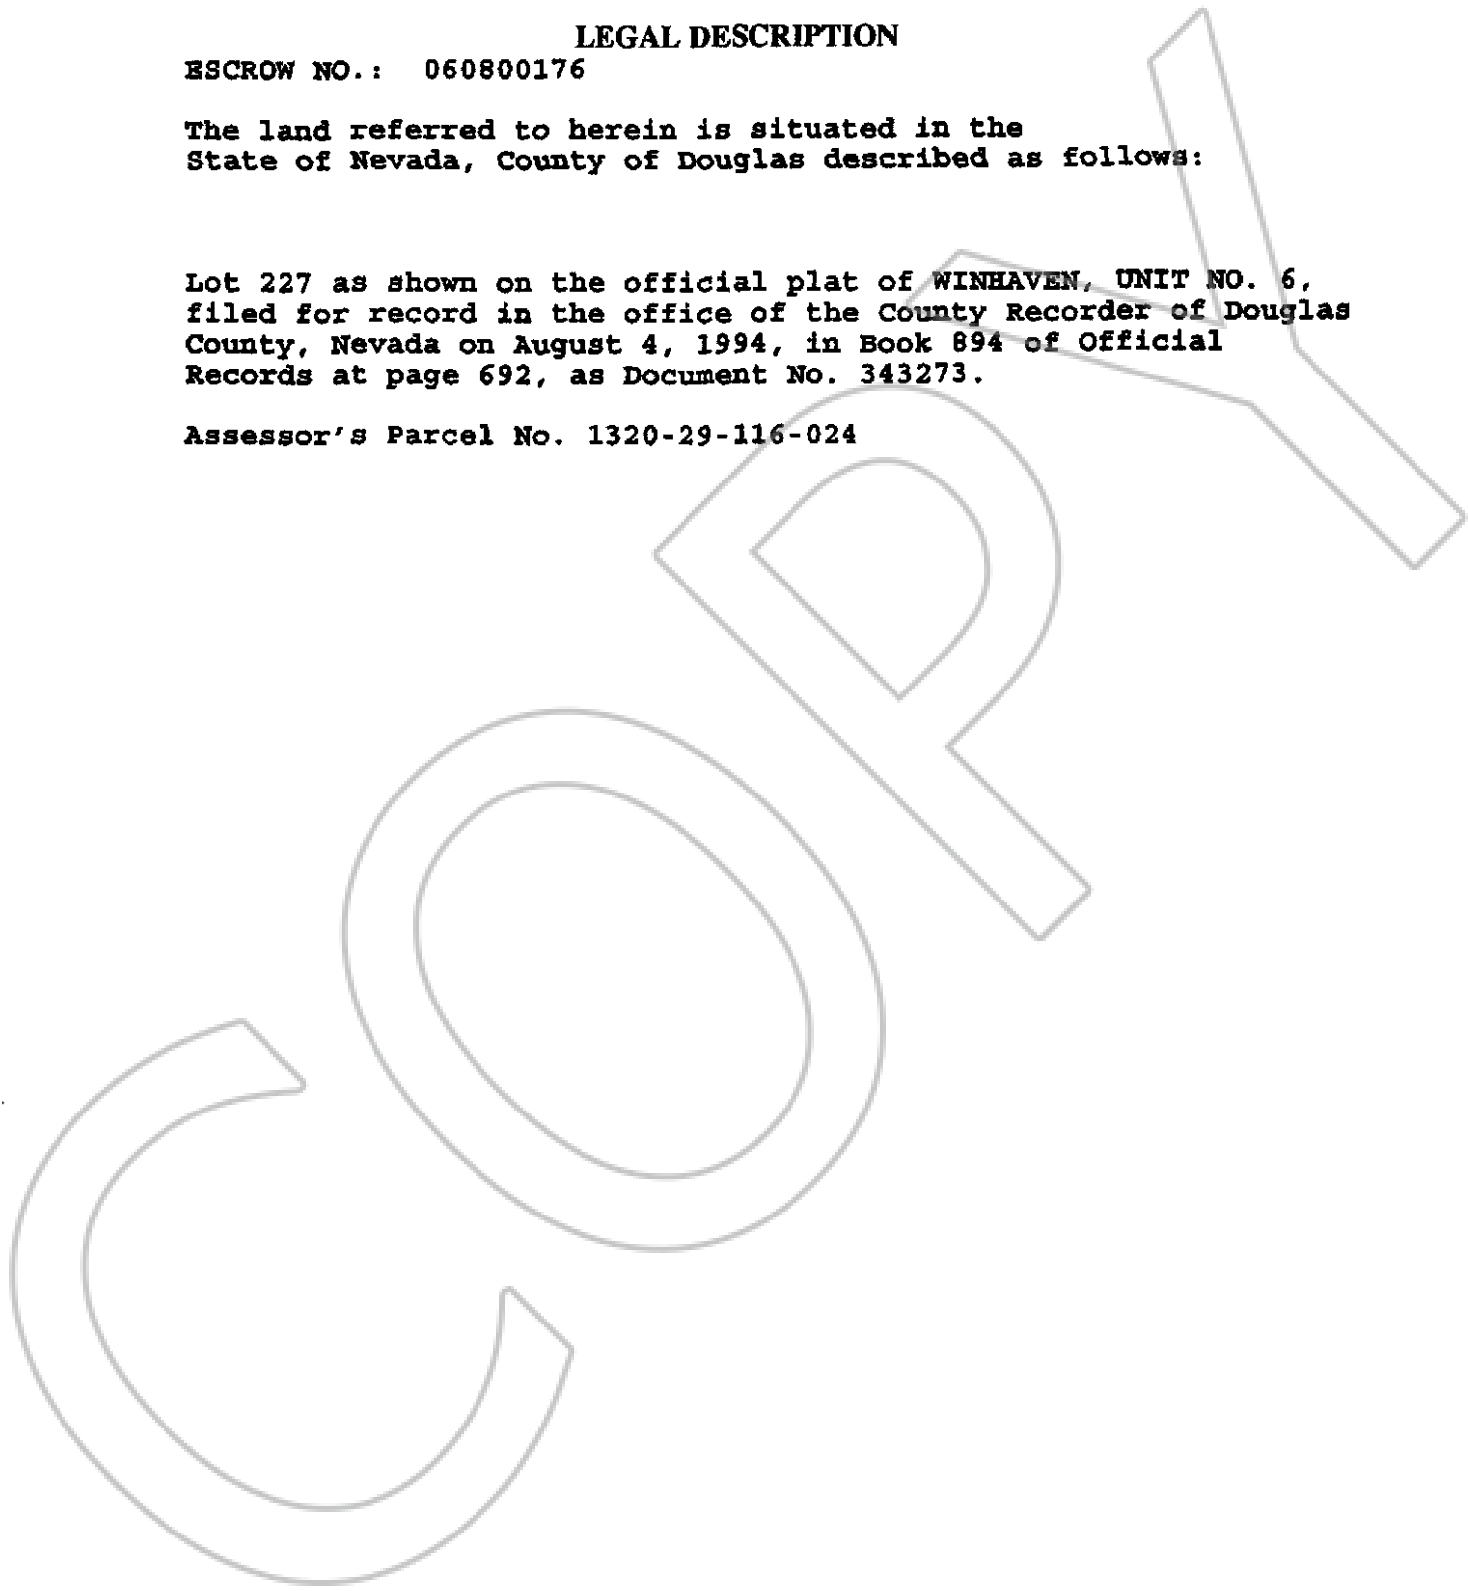 LEGAL DESCRIPTION
ESCROW NO.: 060800176
The land referred to herein is situated in the
State of Nevada, County of Douglas described as follows:
Lot 227 as shown on the official plat of WINHAVEN, UNIT NO. 6,
filed for record in the office of the County Recorder of Douglas
County, Nevada on August 4, 1994, in Book 894 of Official
Records at page 692, as Document No. 343273.
Assessor's Parcel No. 1320-29-116-024
COPY